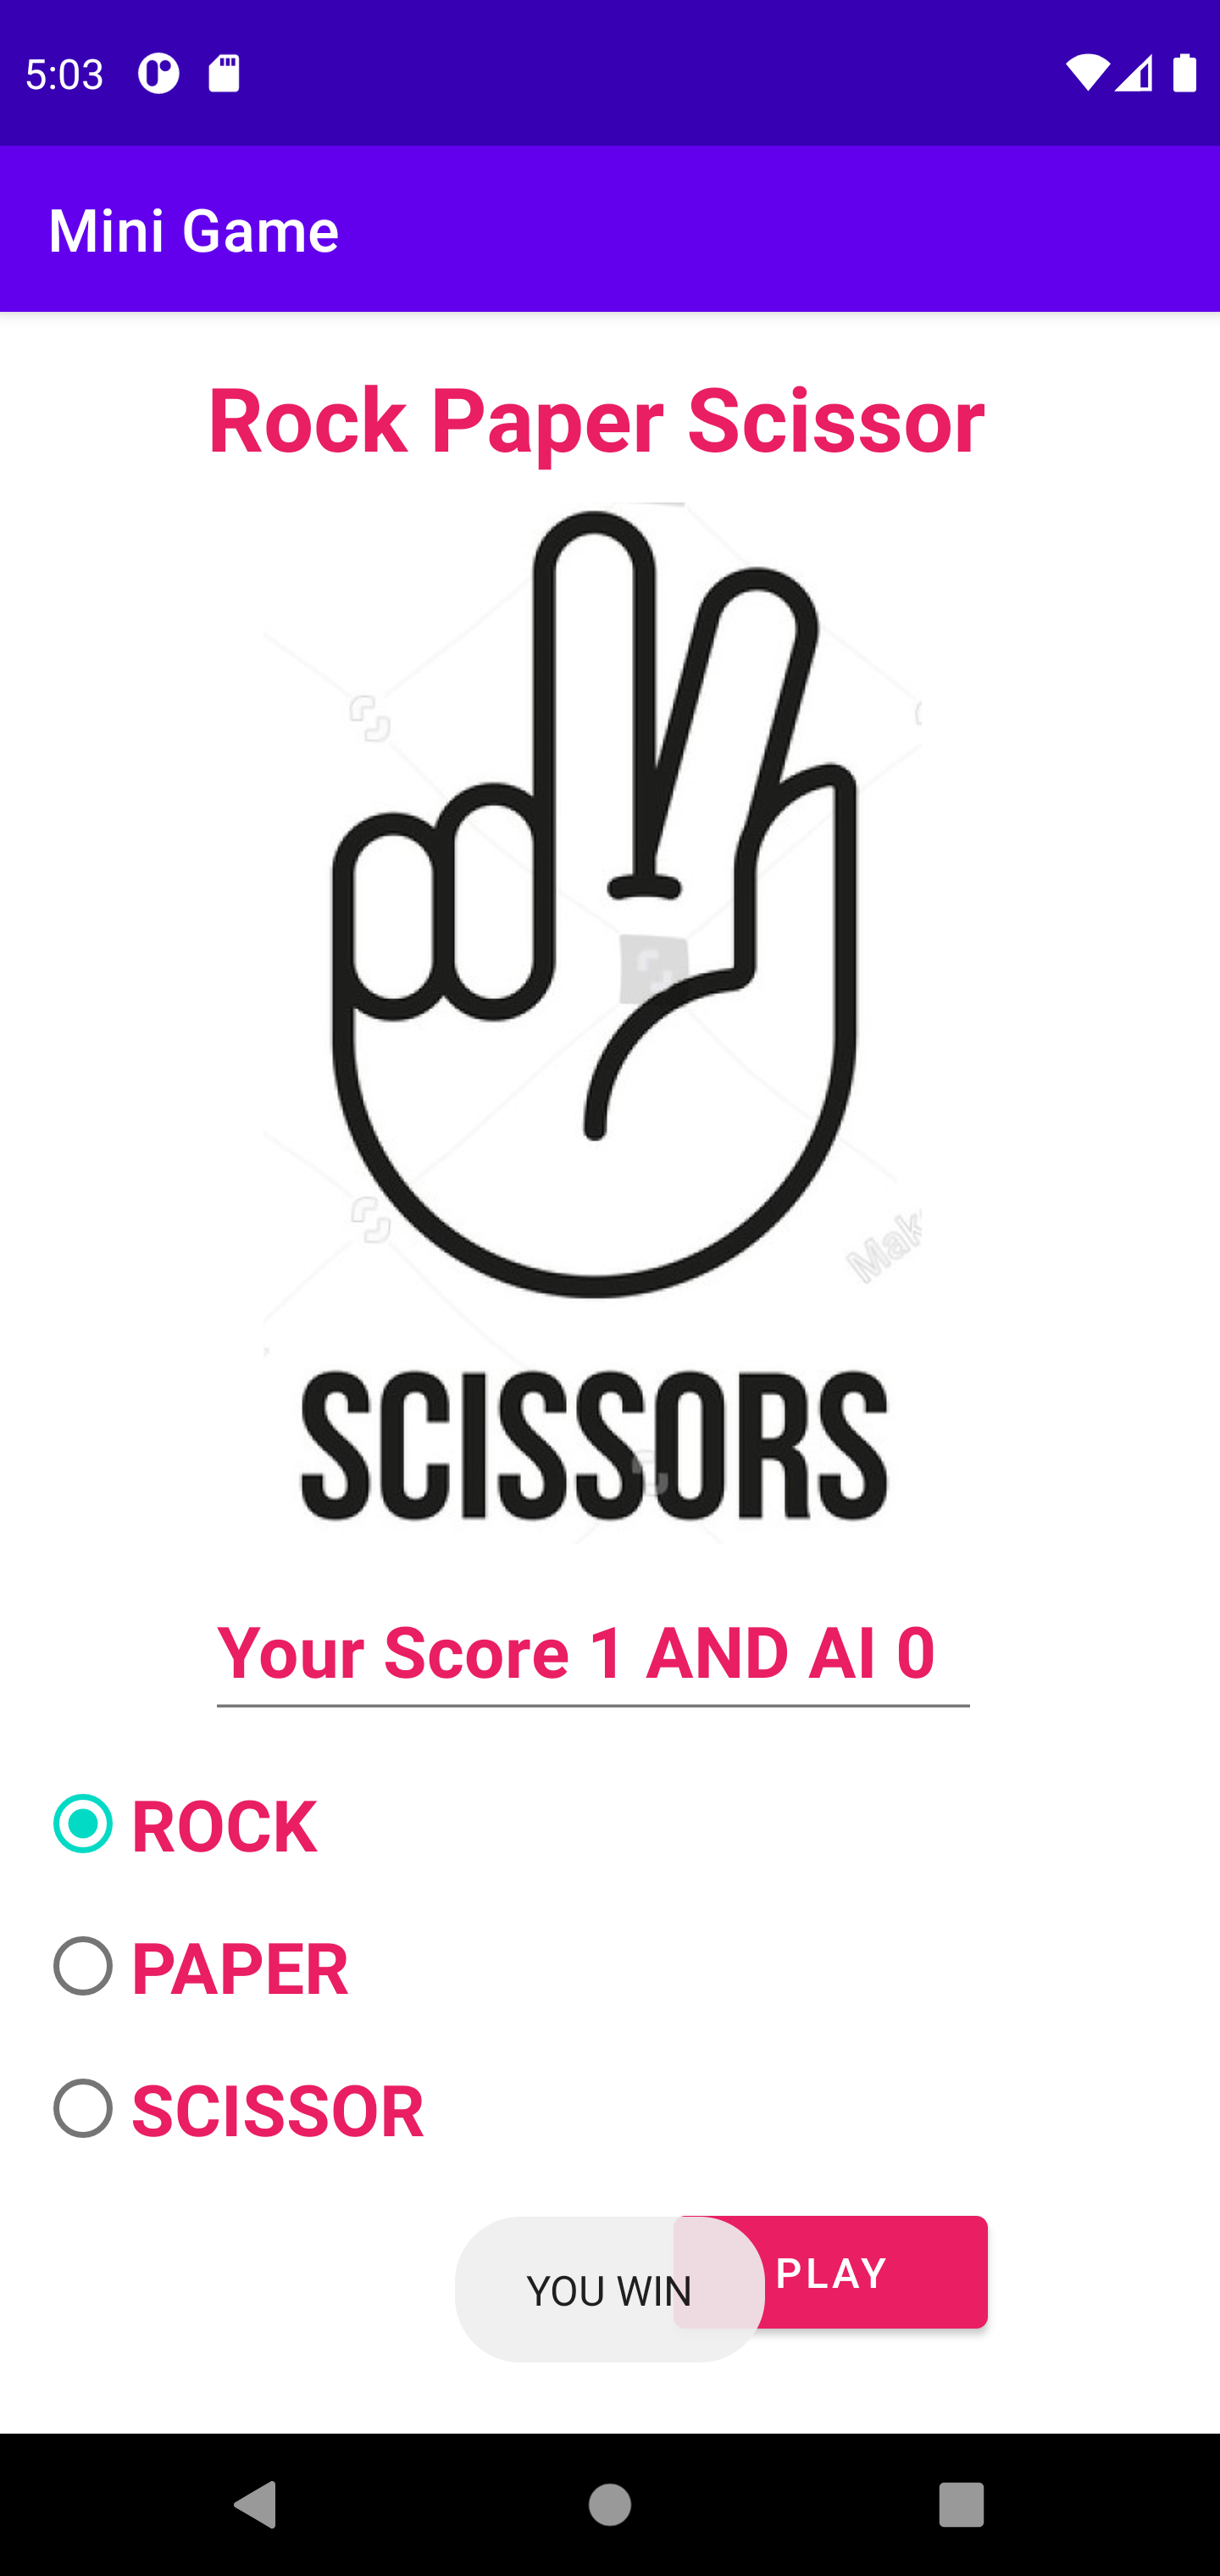 5:03
Mini Game
Rock Paper Scissor
Mak
SCISSORS
Your Score 1 AND AI 0
ROCK
PAPER
SCISSOR
YOU WIN
PLAY